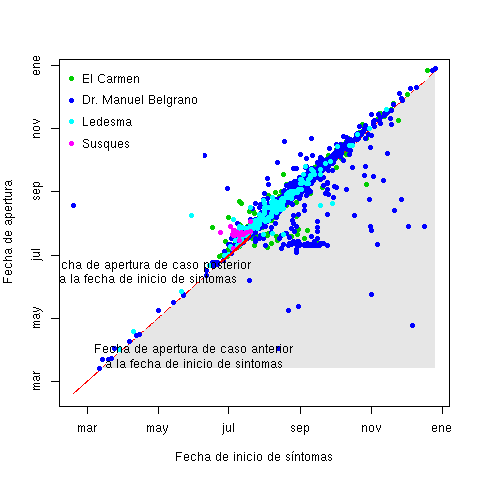 El Carmen
Dr. Manuel Belgrano
Ledesma
Susques
cha de apertura de caso posterior
a la fecha de inicio de sintomas
Fecha de apertura de caso anterior
a la fecha de inicio de sintomas
Fecha de apertura
ene
nov
sep
jul
may
mar
mar
may
jul
sep
nov
ene
Fecha de inicio de síntomas